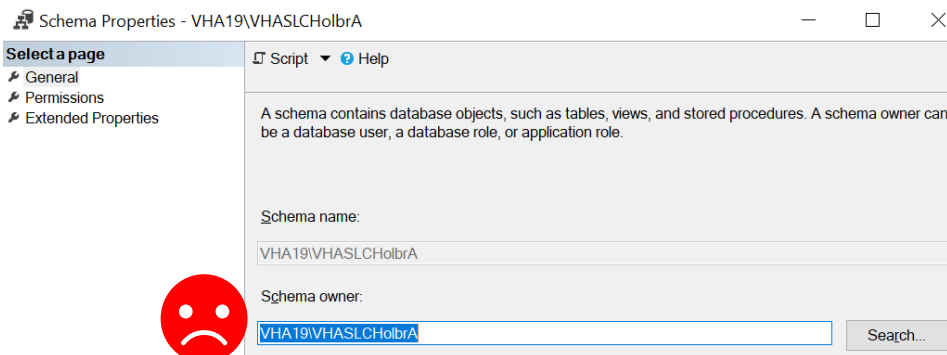 Schema Properties - VHA19\VHASLCHolbrA
Select a page
General
Permissions
Extended Properties
Script
Help
A schema contains database objects, such as tables, views, and stored procedures. A schema owner can
be a database user, a database role, or application role.
Schema name:
VHA19\VHASLCHolbrA
Schema owner:
VHA19\VHASLCHolbrA
Search...